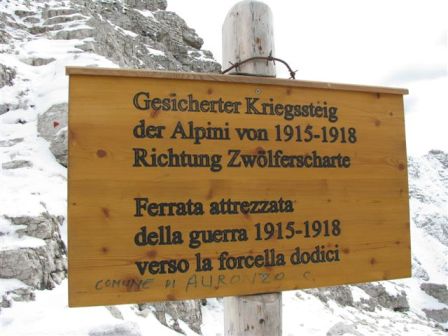 Gesicherter Kriegssteig
der Alpini von 1915-1918
Richtung Zwölferscharte
Ferrata attrezzata
della guerra 1915-1918
verso la forcella dodici
COMUNE DI AURONZO C.